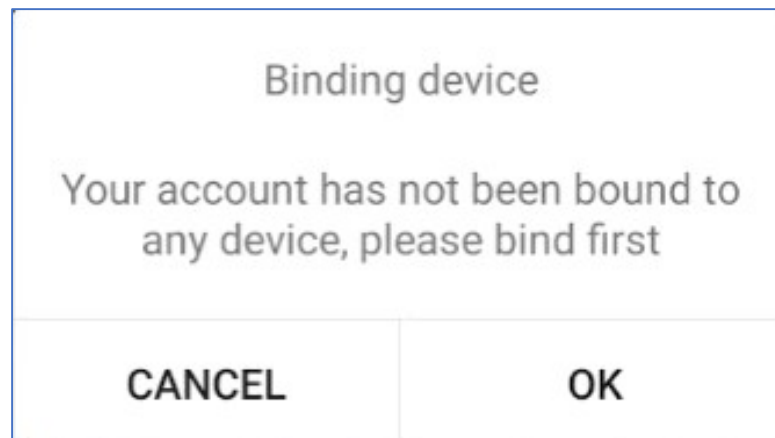 Binding device
Your account has not been bound to
any device, please bind first
CANCEL
OK